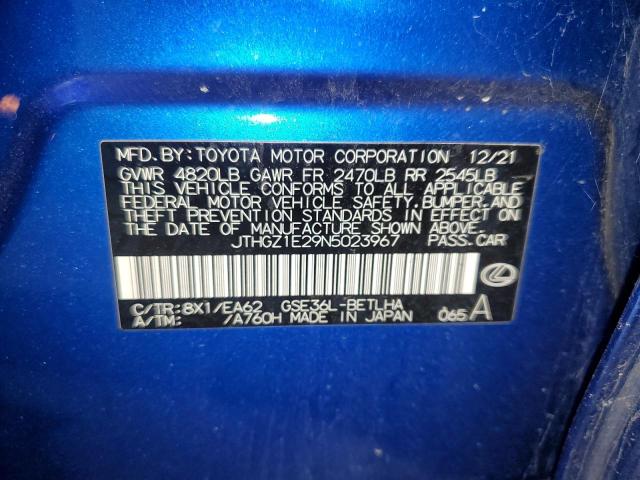 MFD. BY: TOYOTA MOTOR CORPORATION 12/21
GVWR 4820LB GAWR FR 2470LB RR 2545LB
THIS VEHICLE CONFORMS TO ALL APPLICABLE
FEDERAL MOTOR VEHICLE SAFETY, BUMPER, AND
THEFT PREVENTION STANDARDS IN EFFECT ON
THE DATE OF MANUFACTURE SHOWN ABOVE.
JTHGZ1E29N5023967 PASS.CAR
C/TR: 8X1/EA62 GSE36L-BETLHA
A/TM: /A760H MADE IN JAPAN 065 A